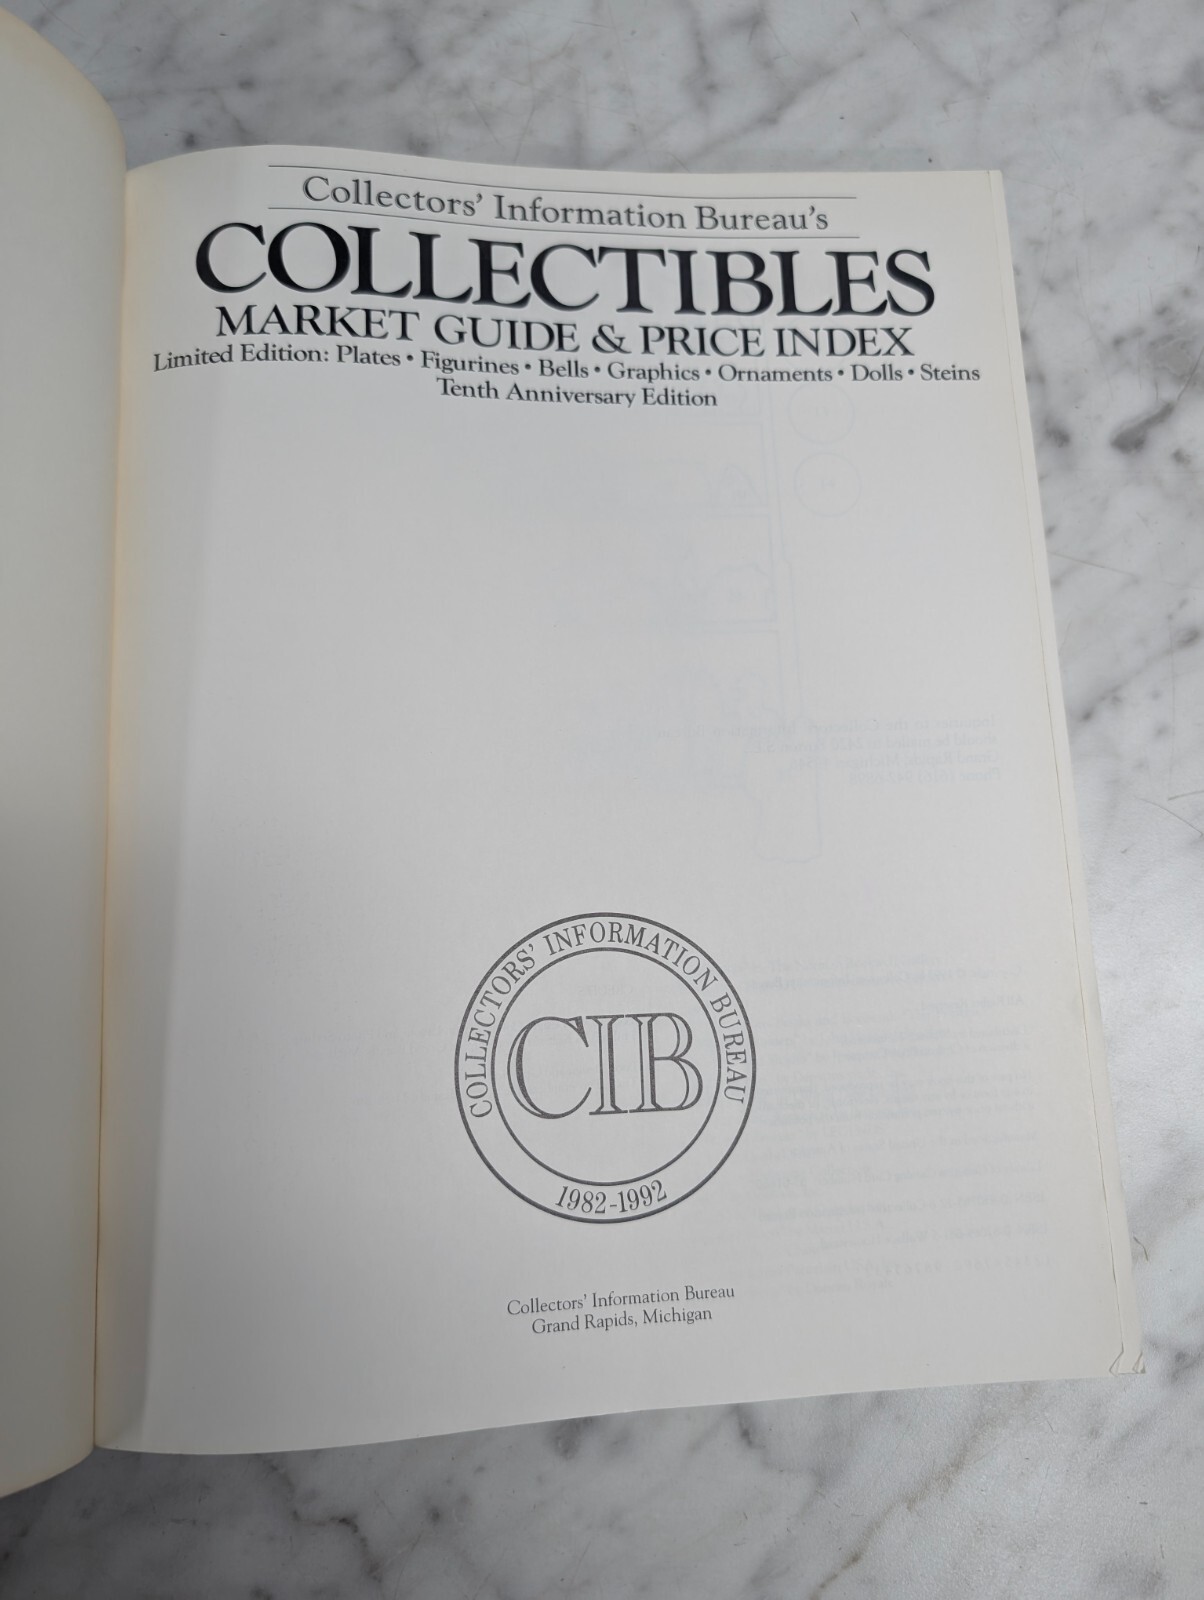 Collectors' Information Bureau's
COLLECTIBLES
MARKET GUIDE & PRICE INDEX
Limited Edition: Plates • Figurines • Bells • Graphics • Ornaments • Dolls • Steins
Tenth Anniversary Edition
COLLECTORS' INFORMATION BUREAU
CIB
1982-1992
Collectors' Information Bureau
Grand Rapids, Michigan